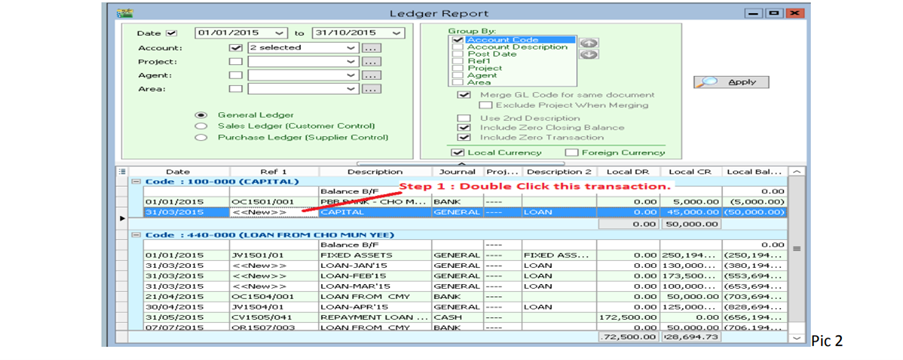 Ledger Report
Date 01/01/2015 to 31/10/2015
Account: 2 selected ...
Project: ...
Agent: ...
Area: ...
General Ledger
Sales Ledger (Customer Control)
Purchase Ledger (Supplier Control)
Group By:
Account Code
Account Description
Post Date
Ref1
Project
Agent
Area
Merge GL Code for same document
Exclude Project When Merging
Use 2nd Description
Include Zero Closing Balance
Include Zero Transaction
Local Currency Foreign Currency
Apply
Date Ref 1 Description Journal Proj... Description 2 Local DR Local CR Local Bal...
Code : 100-000 (CAPITAL)
Step 1 : Double Click this transaction.
Balance B/F 0.00
01/01/2015 OC1501/001 PBB BANK - CHO M... BANK ---- 0.00 5,000.00 (5,000.00)
31/03/2015 <<New>> CAPITAL GENERAL ---- LOAN 0.00 45,000.00 (50,000.00)
0.00 50,000.00
Code : 440-000 (LOAN FROM CHO MUN YEE)
Balance B/F ---- 0.00
01/01/2015 JV1501/01 FIXED ASSETS GENERAL ---- FIXED ASS... 0.00 250,194... (250,194...
31/03/2015 <<New>> LOAN-JAN'15 GENERAL ---- LOAN 0.00 130,000... (380,194...
31/03/2015 <<New>> LOAN-FEB'15 GENERAL ---- LOAN 0.00 173,500... (553,694...
31/03/2015 <<New>> LOAN-MAR'15 GENERAL ---- LOAN 0.00 100,000... (653,694...
21/04/2015 OC1504/001 LOAN FROM CMY BANK ---- 0.00 50,000.00 (703,694...
30/04/2015 JV1504/01 LOAN-APR'15 GENERAL ---- LOAN 0.00 125,000... (828,694...
31/05/2015 CV1505/041 REPAYMENT LOAN ... CASH ---- 172,500.00 0.00 (656,194...
07/07/2015 OR1507/003 LOAN FROM CMY BANK ---- 0.00 50,000.00 (706,194...
72,500.00 28,694.73
Pic 2